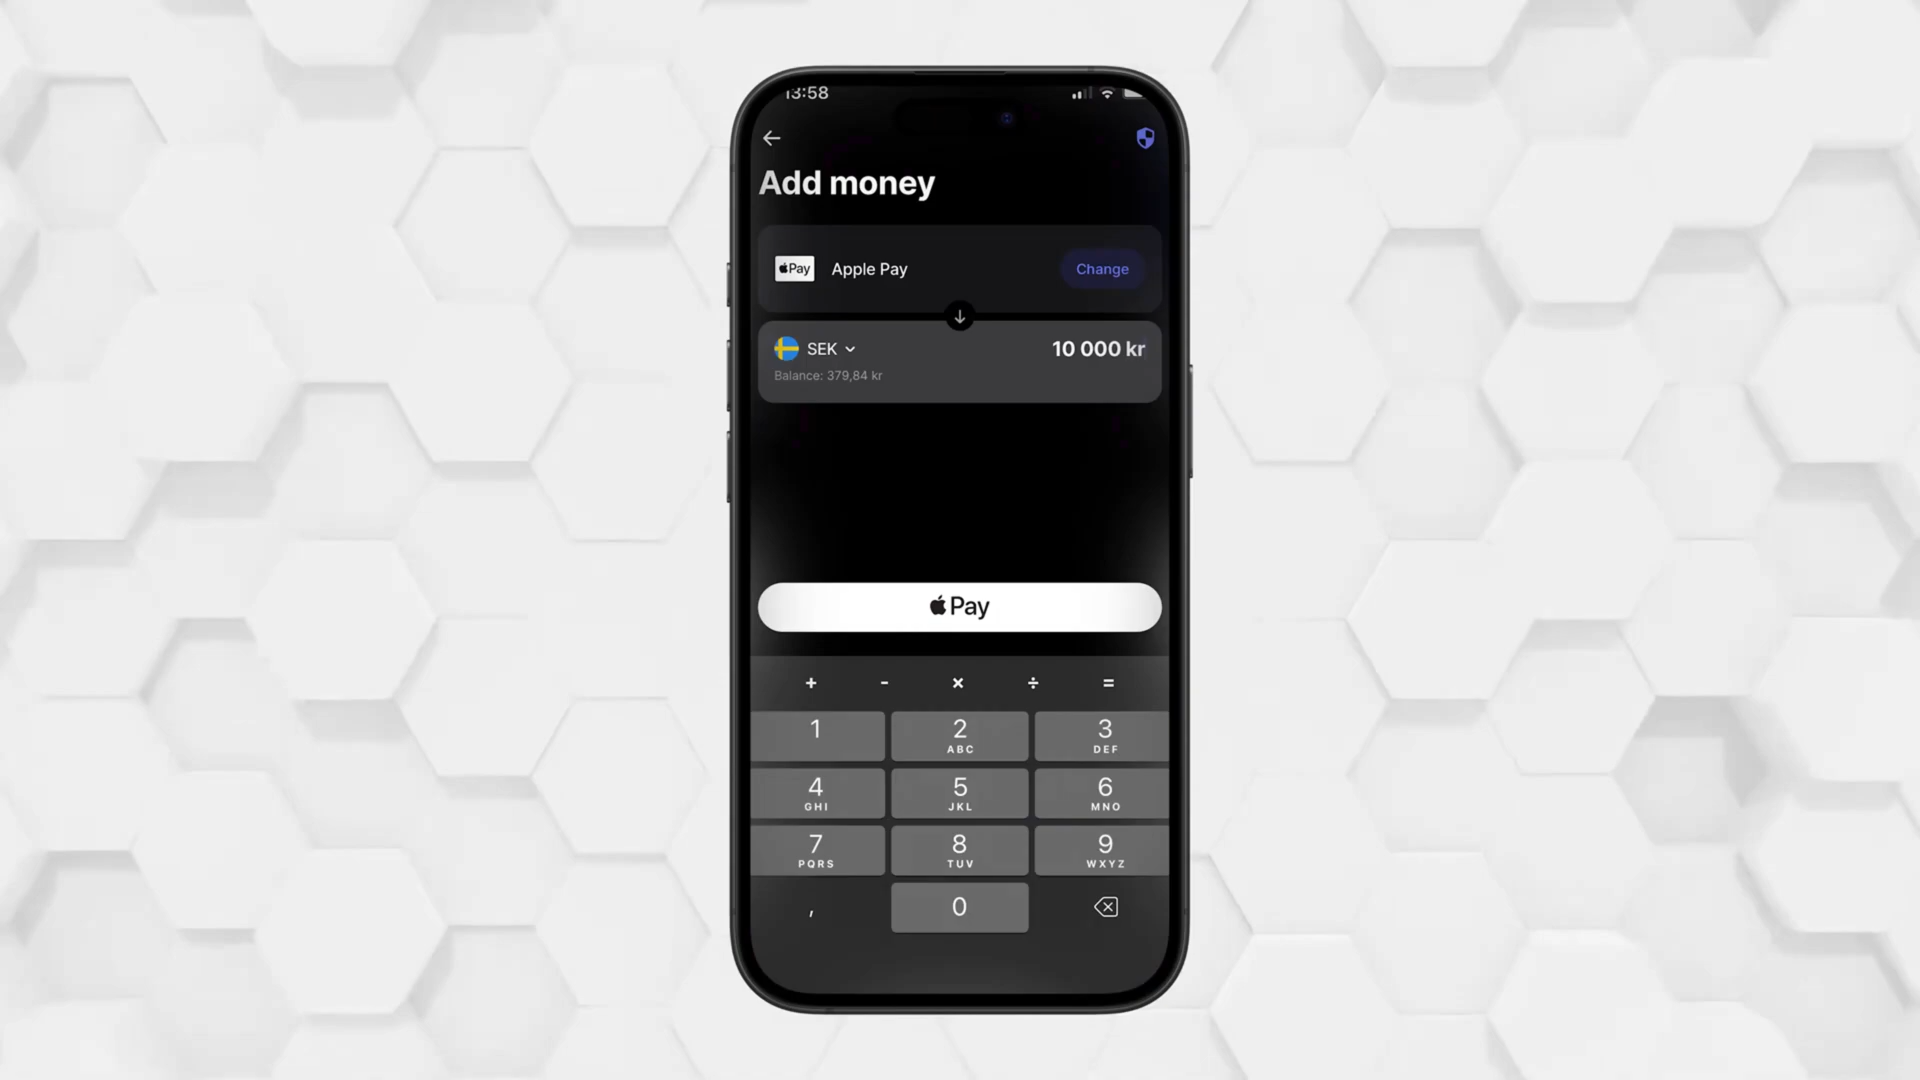 13:58
Add money
Pay Apple Pay Change
SEK 10 000 kr
Balance: 379,84 kr
Pay
+ - × ÷ =
1 2 3
ABC DEF
4 5 6
GHI JKL MNO
7 8 9
PQRS TUV WXYZ
, 0